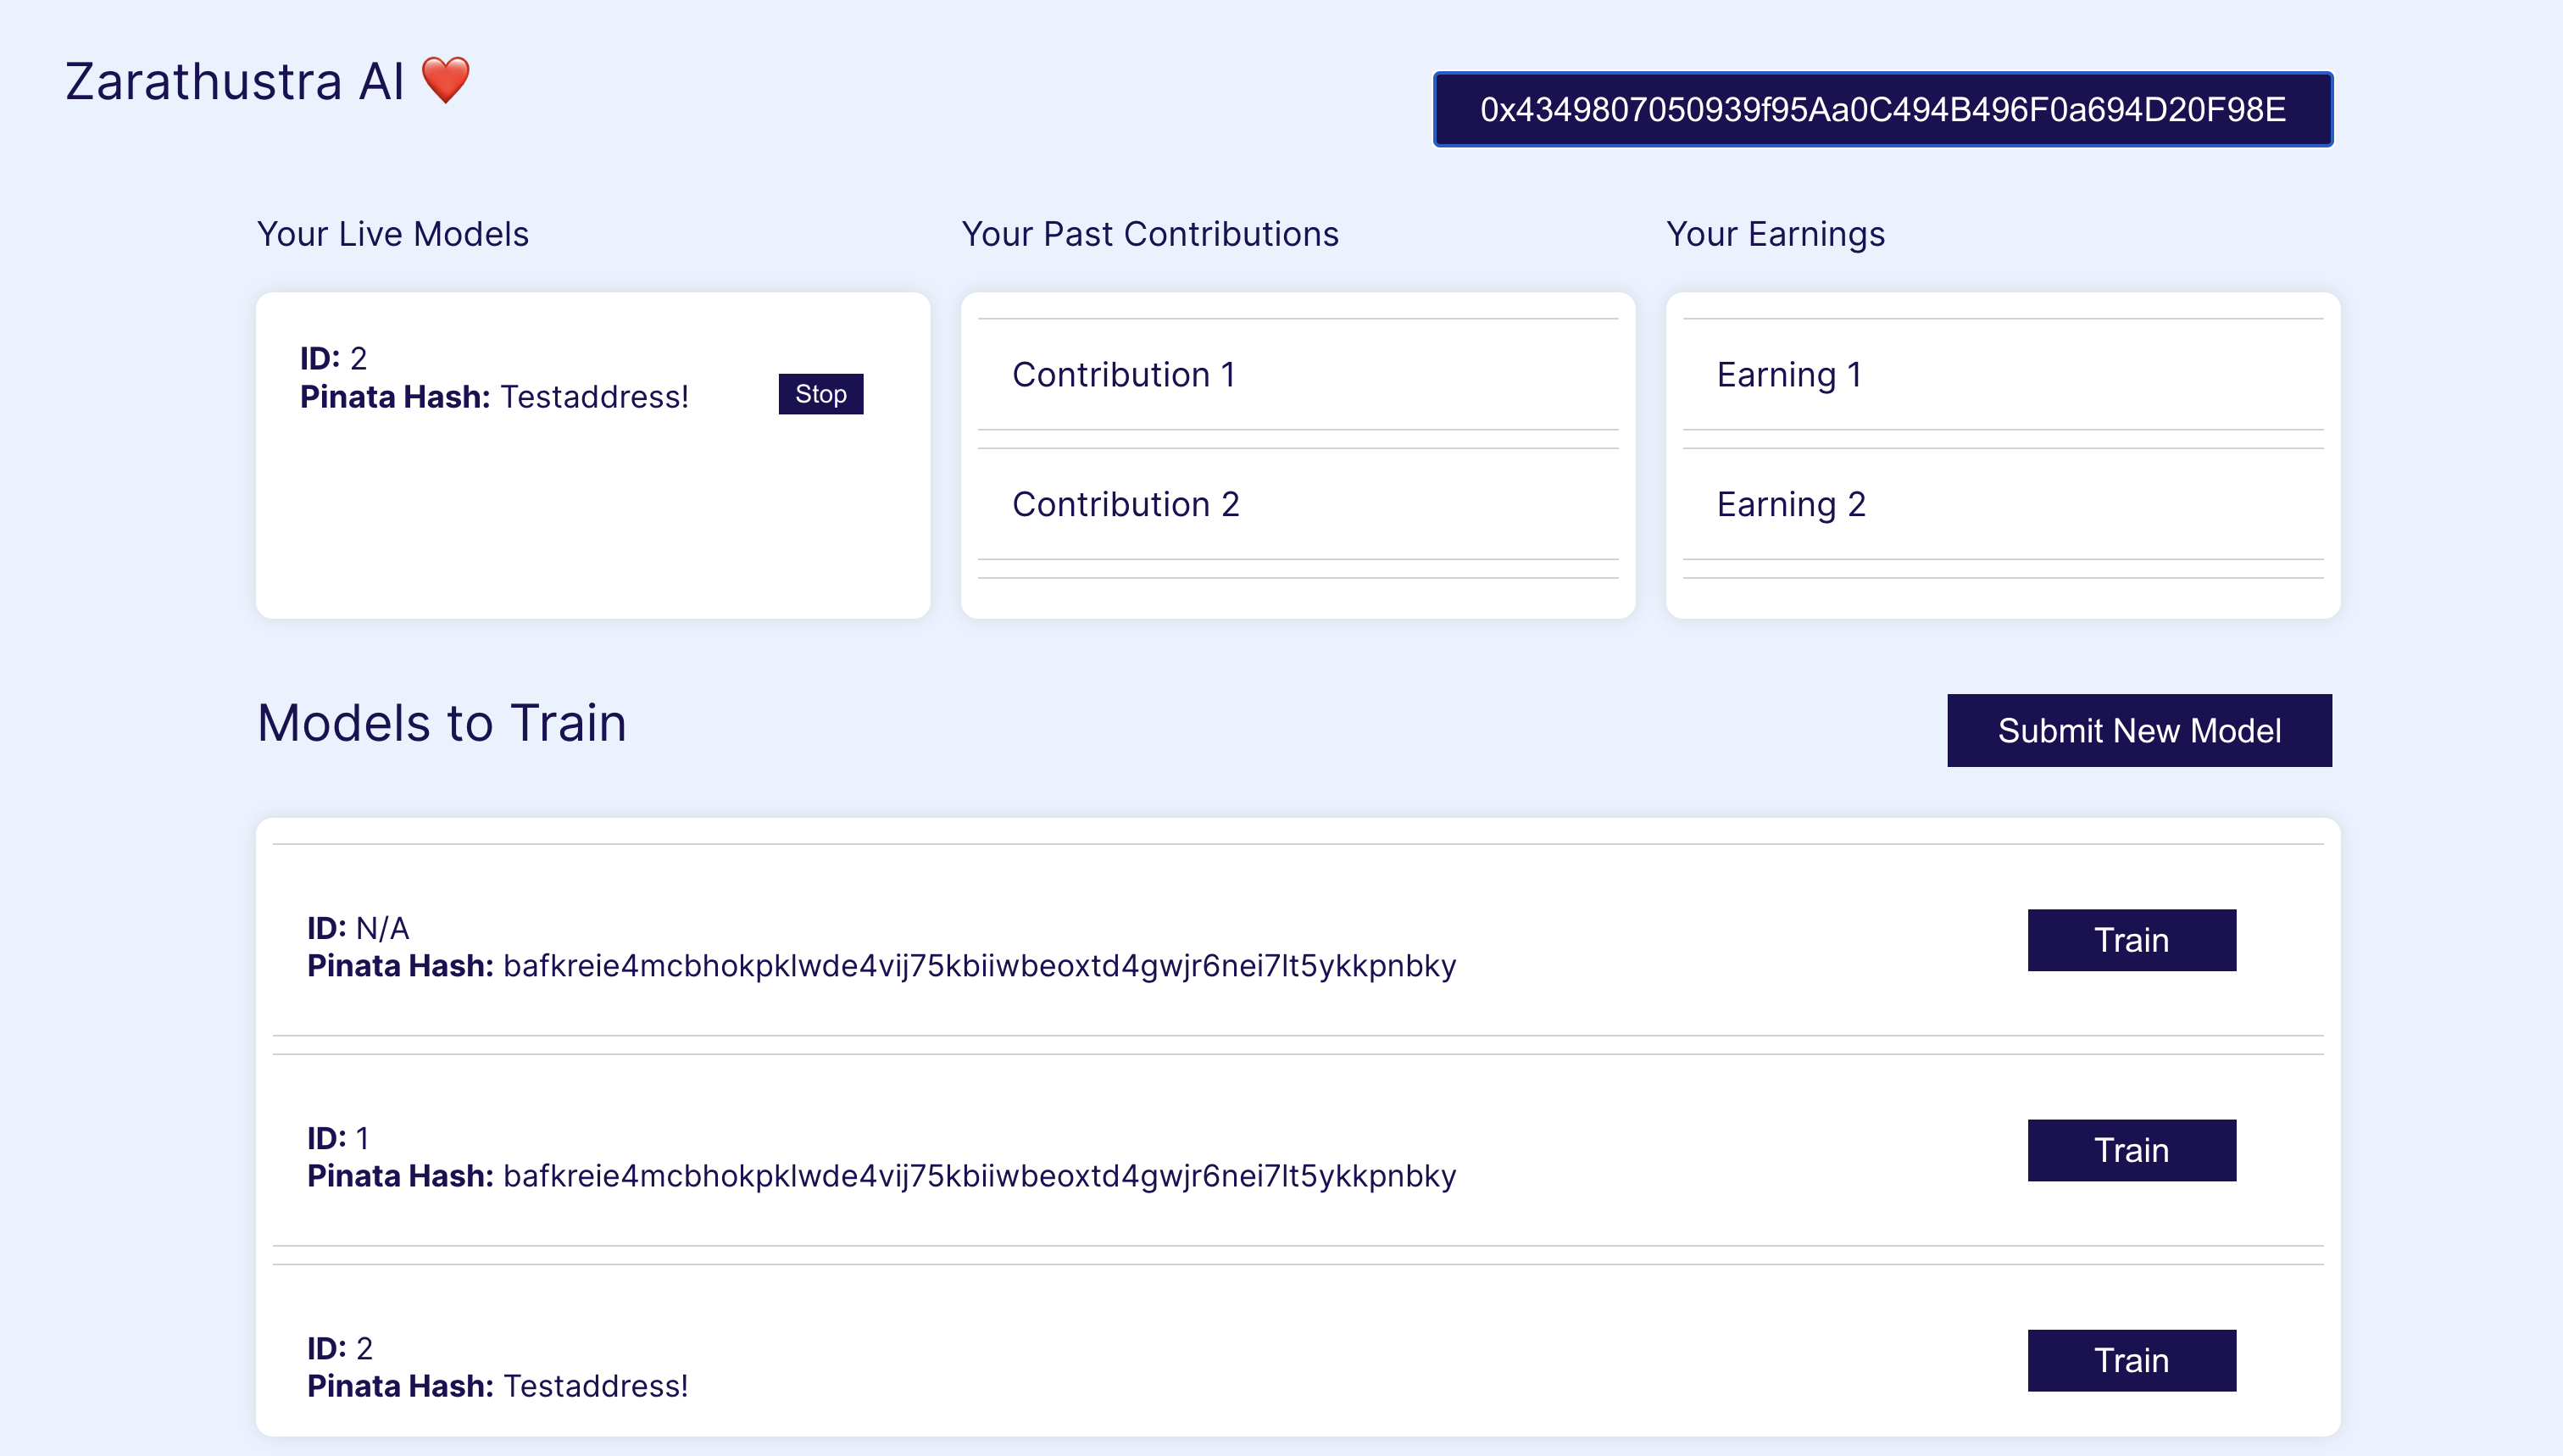 Zarathustra AI ❤️
0x4349807050939f95Aa0C494B496F0a694D20F98E
Your Live Models
Your Past Contributions
Your Earnings
ID: 2
Pinata Hash: Testaddress!
Stop
Contribution 1
Contribution 2
Earning 1
Earning 2
Models to Train
Submit New Model
ID: N/A
Pinata Hash: bafkreie4mcbhokpklwde4vij75kbiiwbeoxtd4gwjr6nei7lt5ykkpnbky
Train
ID: 1
Pinata Hash: bafkreie4mcbhokpklwde4vij75kbiiwbeoxtd4gwjr6nei7lt5ykkpnbky
Train
ID: 2
Pinata Hash: Testaddress!
Train